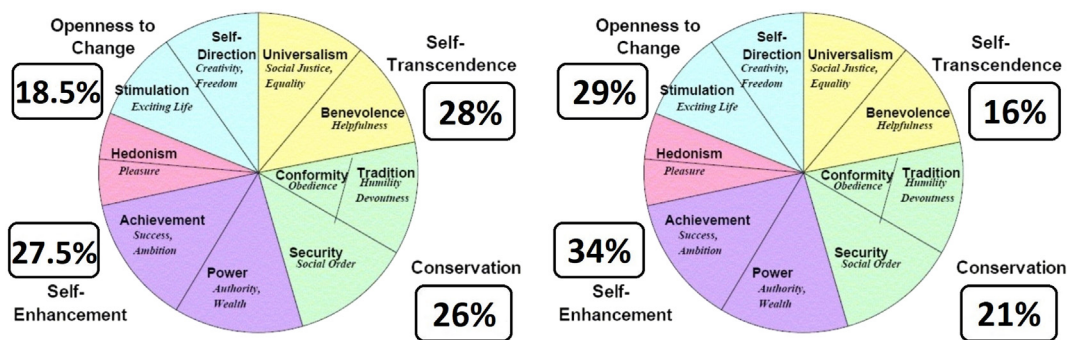 Openness to
Change
18.5%
Self-
Direction
Creativity,
Freedom
Universalism
Social Justice,
Equality
Self-
Transcendence
28%
Stimulation
Exciting Life
Benevolence
Helpfulness
Hedonism
Pleasure
Conformity
Obedience
Tradition
Humility
Devoutness
Achievement
Success,
Ambition
27.5%
Self-
Enhancement
Power
Authority,
Wealth
Security
Social Order
Conservation
26%
Openness to
Change
29%
Self-
Direction
Creativity,
Freedom
Universalism
Social Justice,
Equality
Self-
Transcendence
16%
Stimulation
Exciting Life
Benevolence
Helpfulness
Hedonism
Pleasure
Conformity
Obedience
Tradition
Humility
Devoutness
Achievement
Success,
Ambition
34%
Self-
Enhancement
Power
Authority,
Wealth
Security
Social Order
Conservation
21%